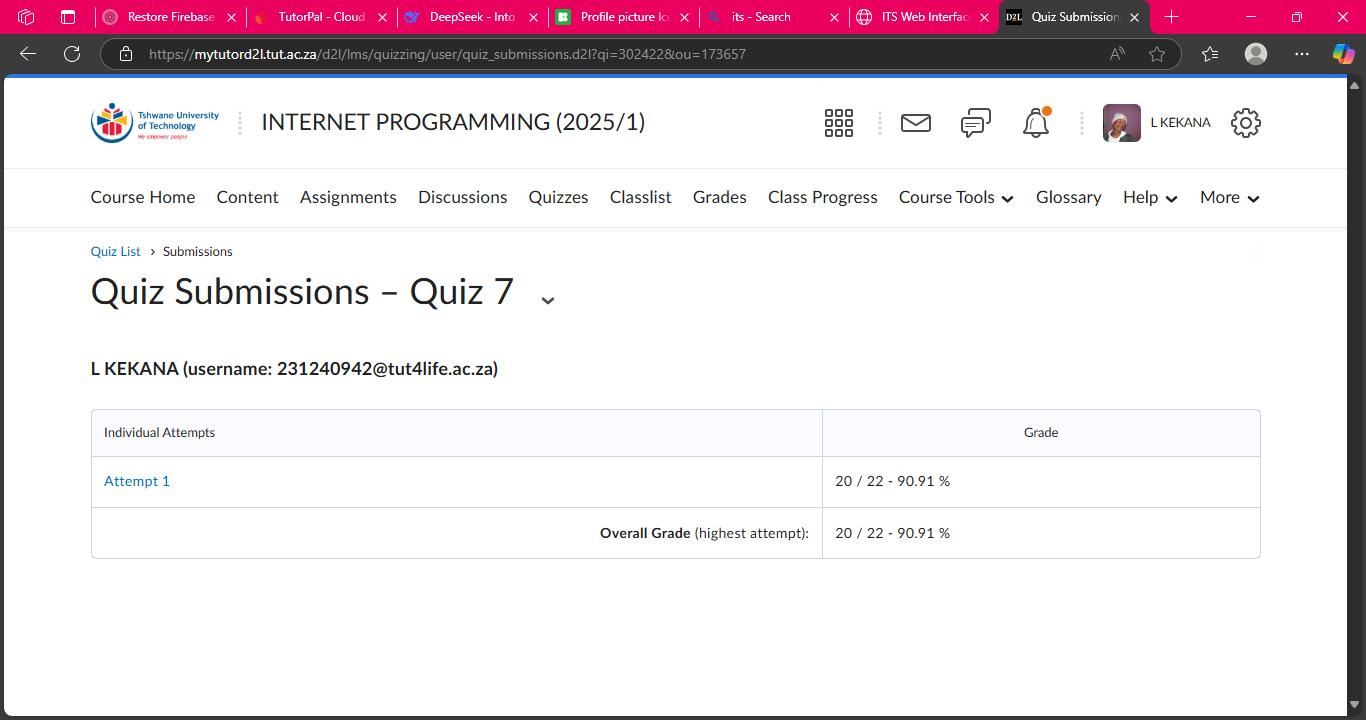 Restore Firebase
TutorPal - Cloud
DeepSeek - Into
Profile picture Ico
its - Search
ITS Web Interfac
D2L Quiz Submission
https://mytutord2l.tut.ac.za/d2l/lms/quizzing/user/quiz_submissions.d2l?qi=302422&ou=173657
Tshwane University
of Technology
We empower people
INTERNET PROGRAMMING (2025/1)
L KEKANA
Course Home Content Assignments Discussions Quizzes Classlist Grades Class Progress Course Tools Glossary Help More
Quiz List › Submissions
Quiz Submissions – Quiz 7
L KEKANA (username: 231240942@tut4life.ac.za)
Individual Attempts Grade
Attempt 1 20 / 22 - 90.91 %
Overall Grade (highest attempt): 20 / 22 - 90.91 %